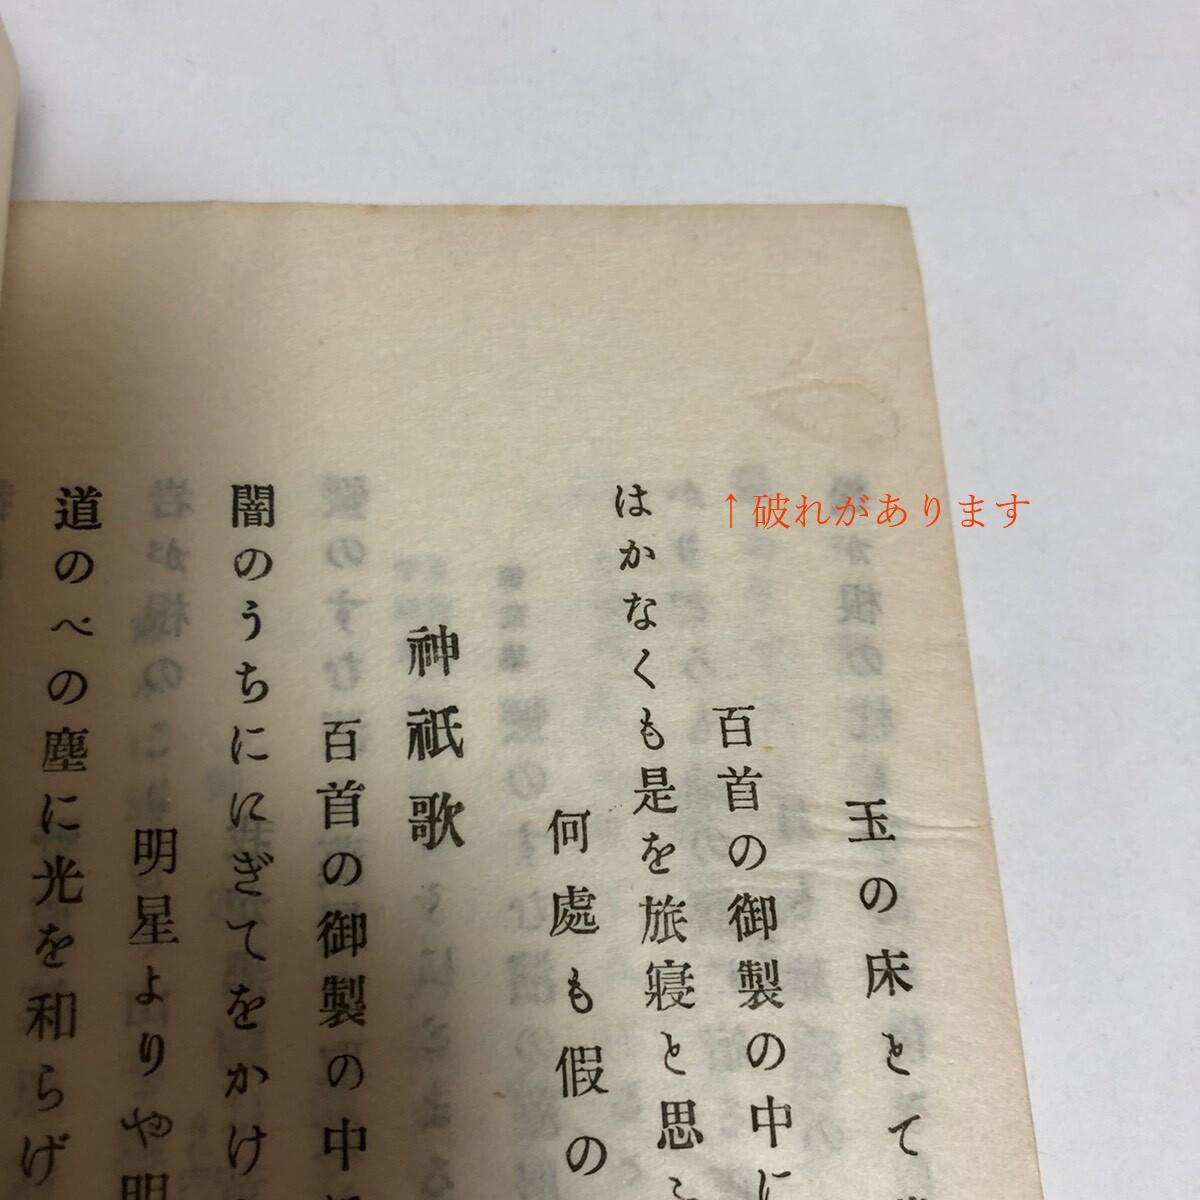 ↑破れがあります
玉の床とて
百首の御製の中に
はかなくも是を旅寝と思
何處も假の
神祇歌
百首の御製の中
闇のうちににぎてをかけ
明星よりや明
道のべの塵に光を和らげ